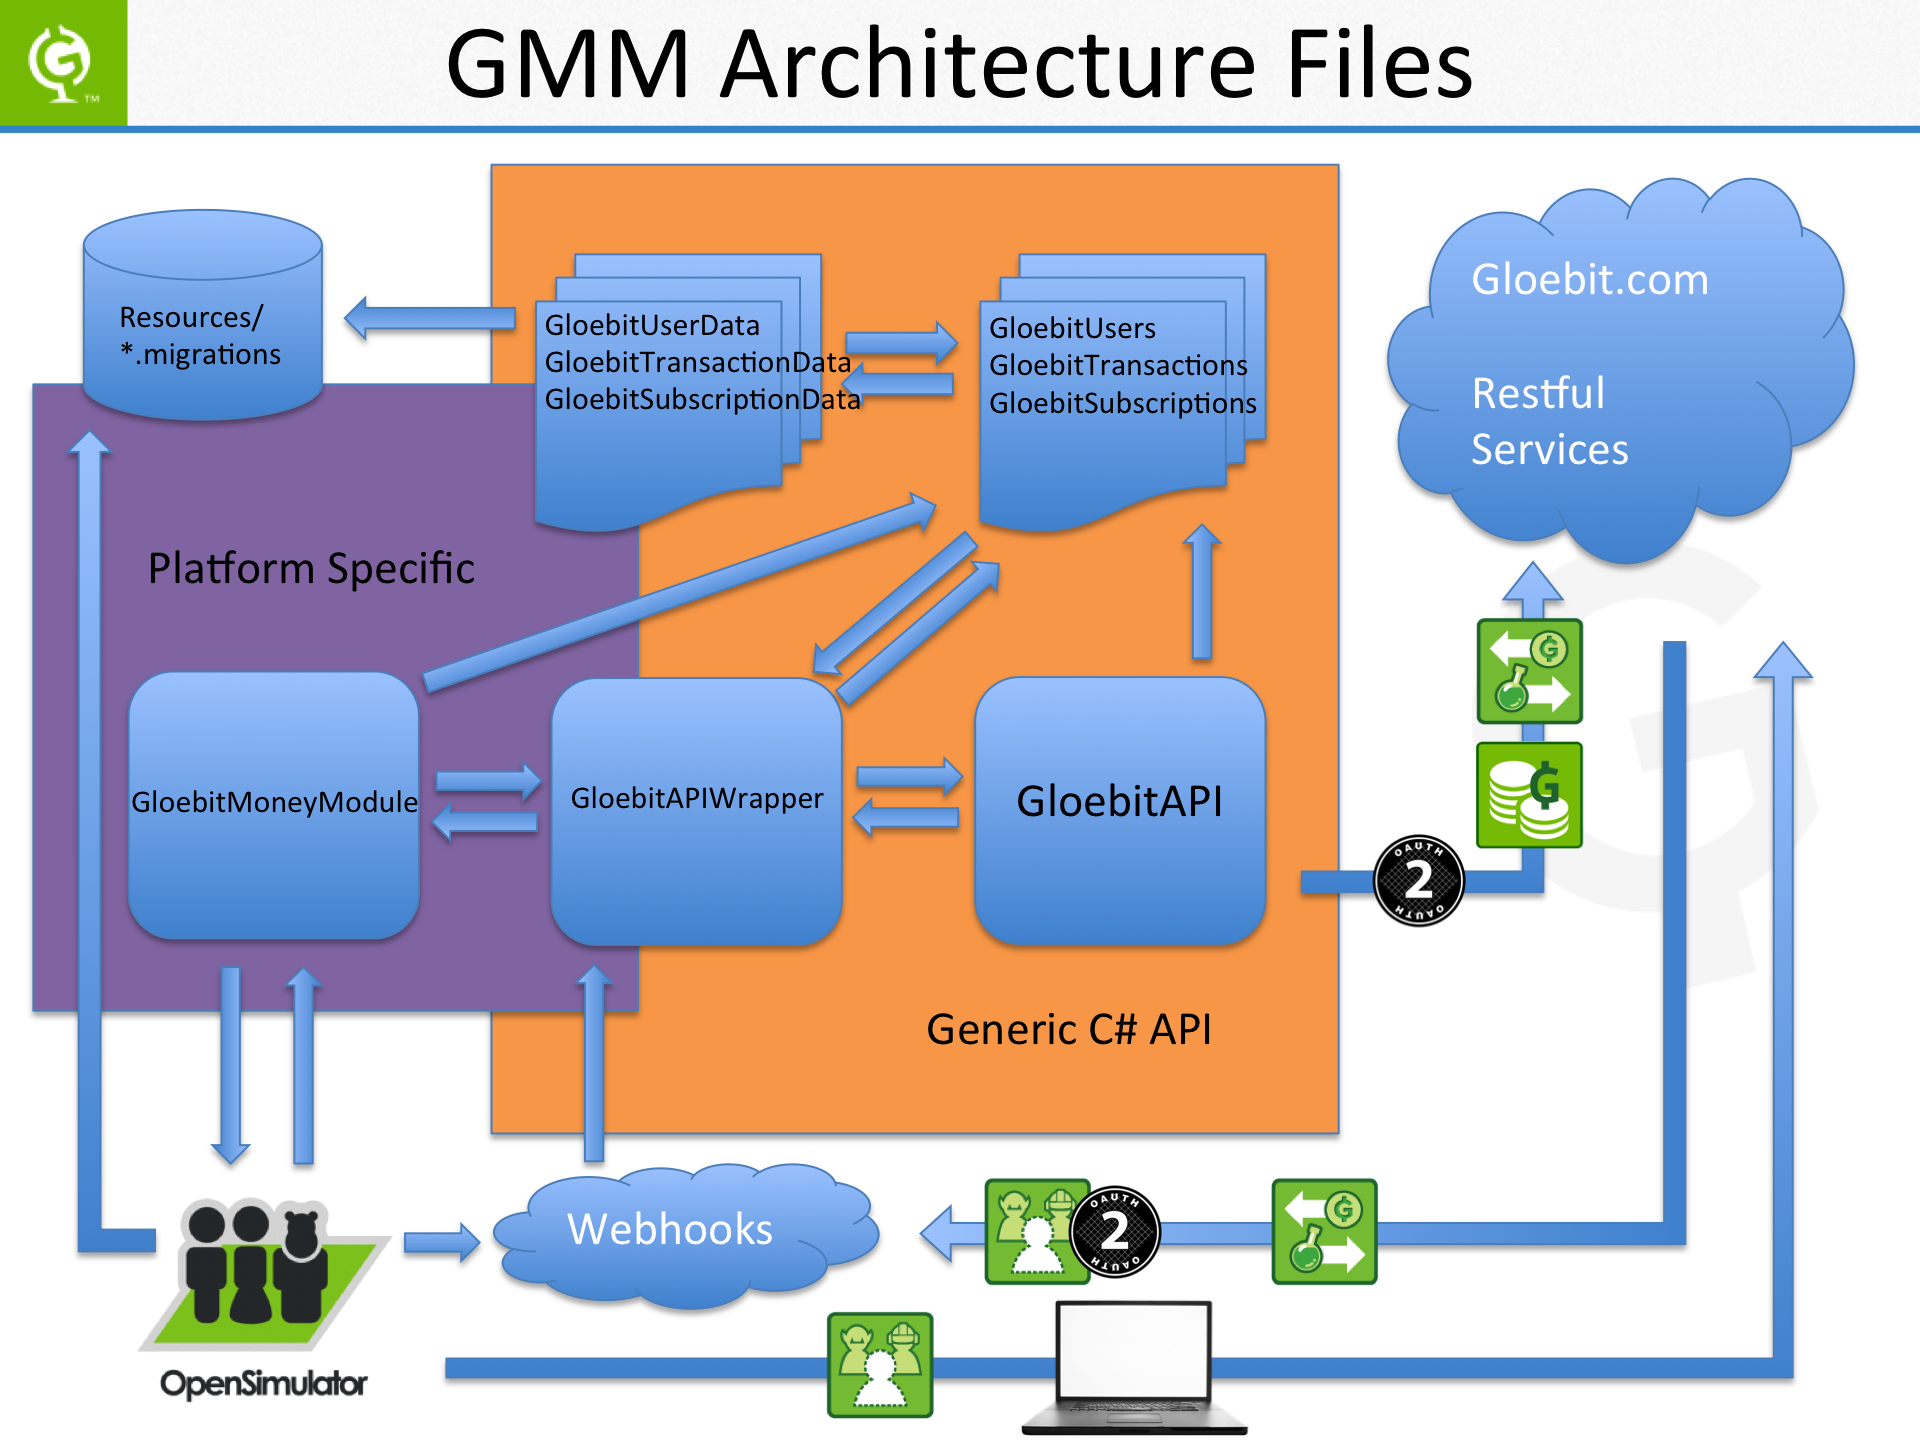 GMM Architecture Files
G
TM
Resources/
*.migrations
GloebitUserData
GloebitTransactionData
GloebitSubscriptionData
GloebitUsers
GloebitTransactions
GloebitSubscriptions
Gloebit.com
Restful
Services
Platform Specific
GloebitMoneyModule
GloebitAPIWrapper
GloebitAPI
G
G
OAUTH
2
OAUTH
Generic C# API
Webhooks
OAUTH
2
OAUTH
G
OpenSimulator